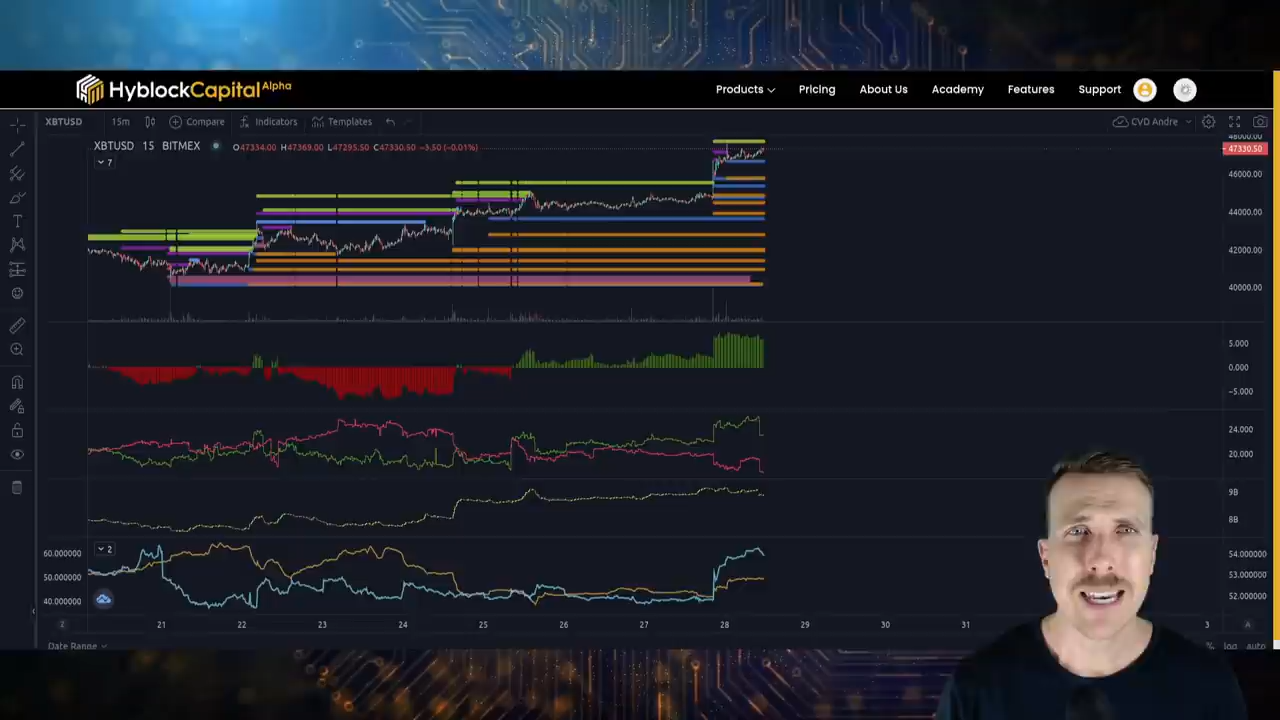 HyblockCapital Alpha
Products Pricing About Us Academy Features Support
XBTUSD 15m Compare Indicators Templates CVD Andre
XBTUSD 15 BITMEX O47334.00 H47369.00 L47295.50 C47330.50 −3.50 (−0.01%)
7
48000.00
47330.50
46000.00
44000.00
42000.00
40000.00
5.000
0.000
−5.000
24.000
20.000
9B
8B
2
60.000000 54.000000
50.000000 53.000000
40.000000 52.000000
21 22 23 24 25 26 27 28 29 30 31 3
Z A
Date Range % log auto